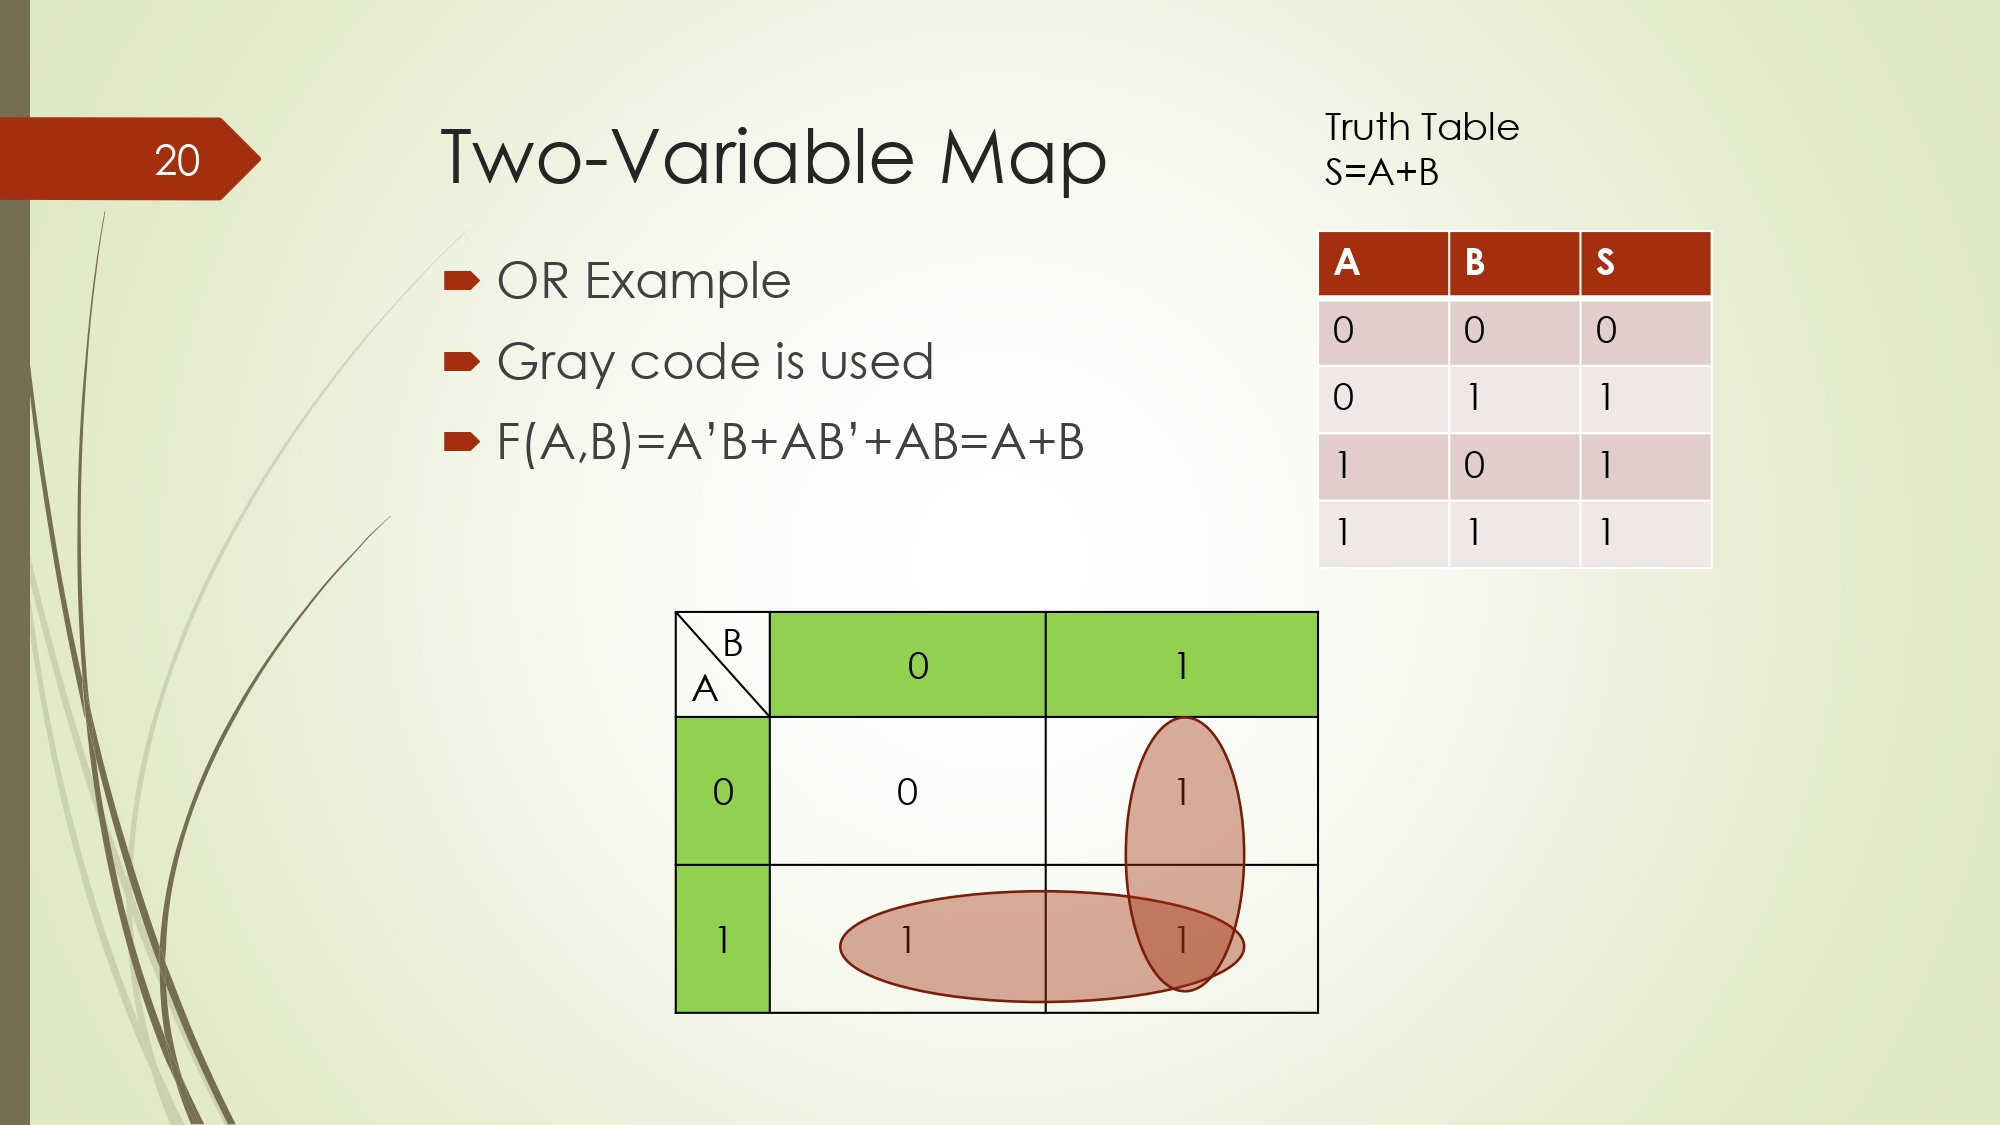 20
Two-Variable Map
OR Example
Gray code is used
F(A,B)=A’B+AB’+AB=A+B
Truth Table
S=A+B
A B S
0 0 0
0 1 1
1 0 1
1 1 1
B
A
0 1
0 0 1
1 1 1